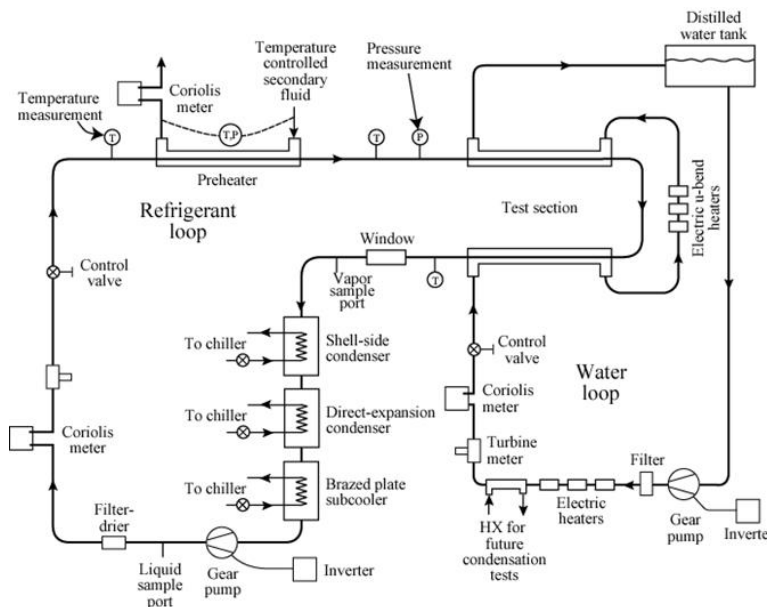 Distilled
water tank
Temperature
controlled
secondary
fluid
Pressure
measurement
Coriolis
meter
Temperature
measurement
T
T,P
T
P
Preheater
Refrigerant
loop
Test section
Electric u-bend
heaters
Window
Control
valve
Vapor
sample
port
T
To chiller
Shell-side
condenser
Control
valve
Water
loop
To chiller
Direct-expansion
condenser
Coriolis
meter
Coriolis
meter
Turbine
meter
Filter
To chiller
Brazed plate
subcooler
Filter-
drier
Electric
heaters
HX for
future
condensation
tests
Gear
pump
Inverte
Liquid
sample
port
Gear
pump
Inverter